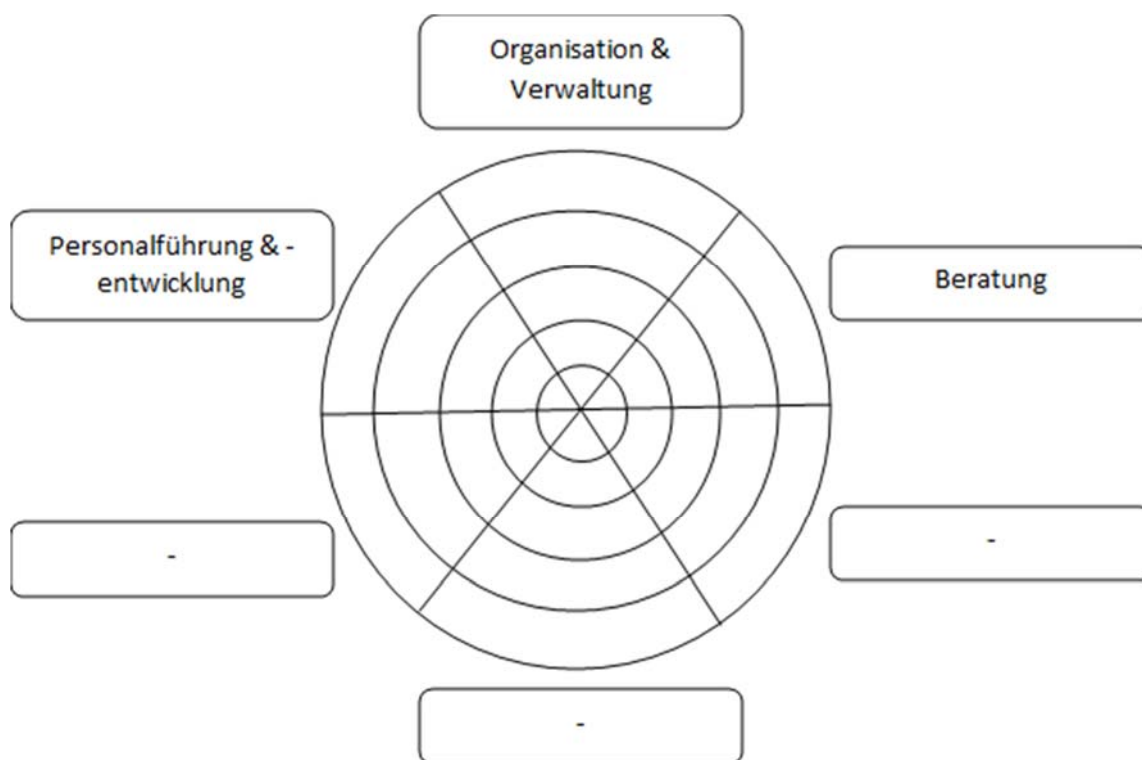 Organisation &
Verwaltung
Personalführung & -
entwicklung
Beratung
-
-
-